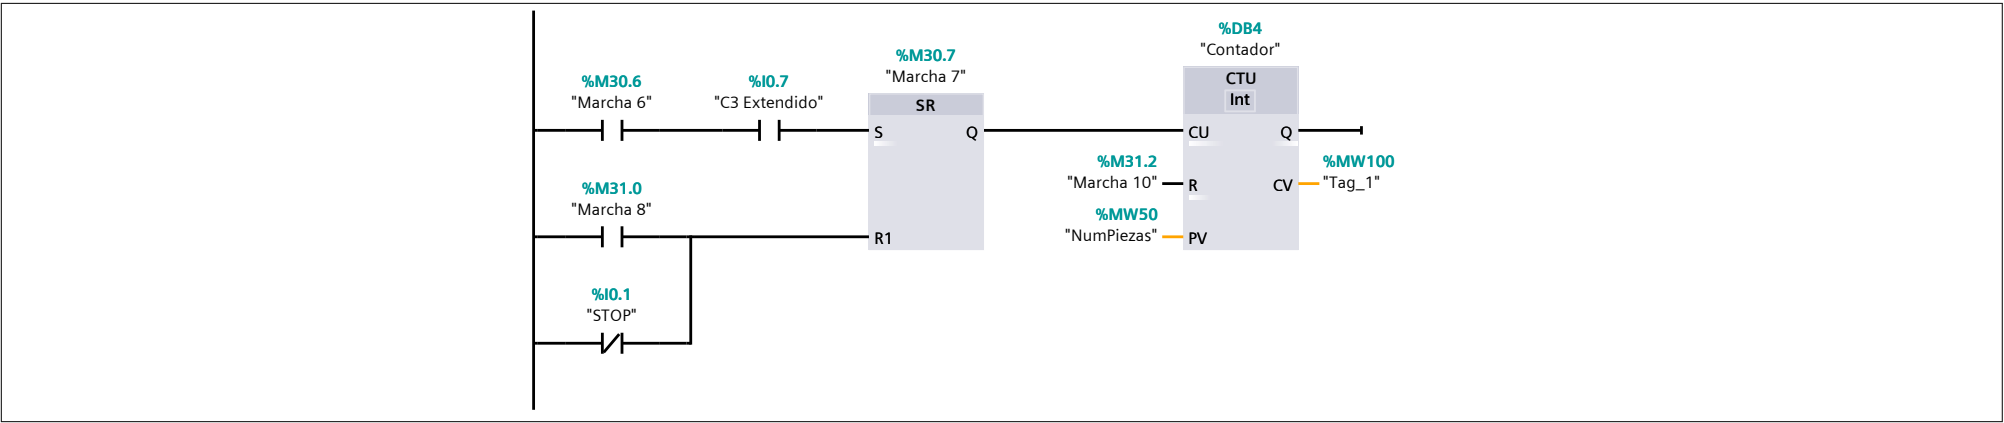 %DB4
"Contador"
%M30.7
"Marcha 7"
CTU
Int
%M30.6
"Marcha 6"
%I0.7
"C3 Extendido"
SR
S
Q
CU
Q
%M31.2
"Marcha 10"
R
CV
%MW100
"Tag_1"
%M31.0
"Marcha 8"
R1
%MW50
"NumPiezas"
PV
%I0.1
"STOP"